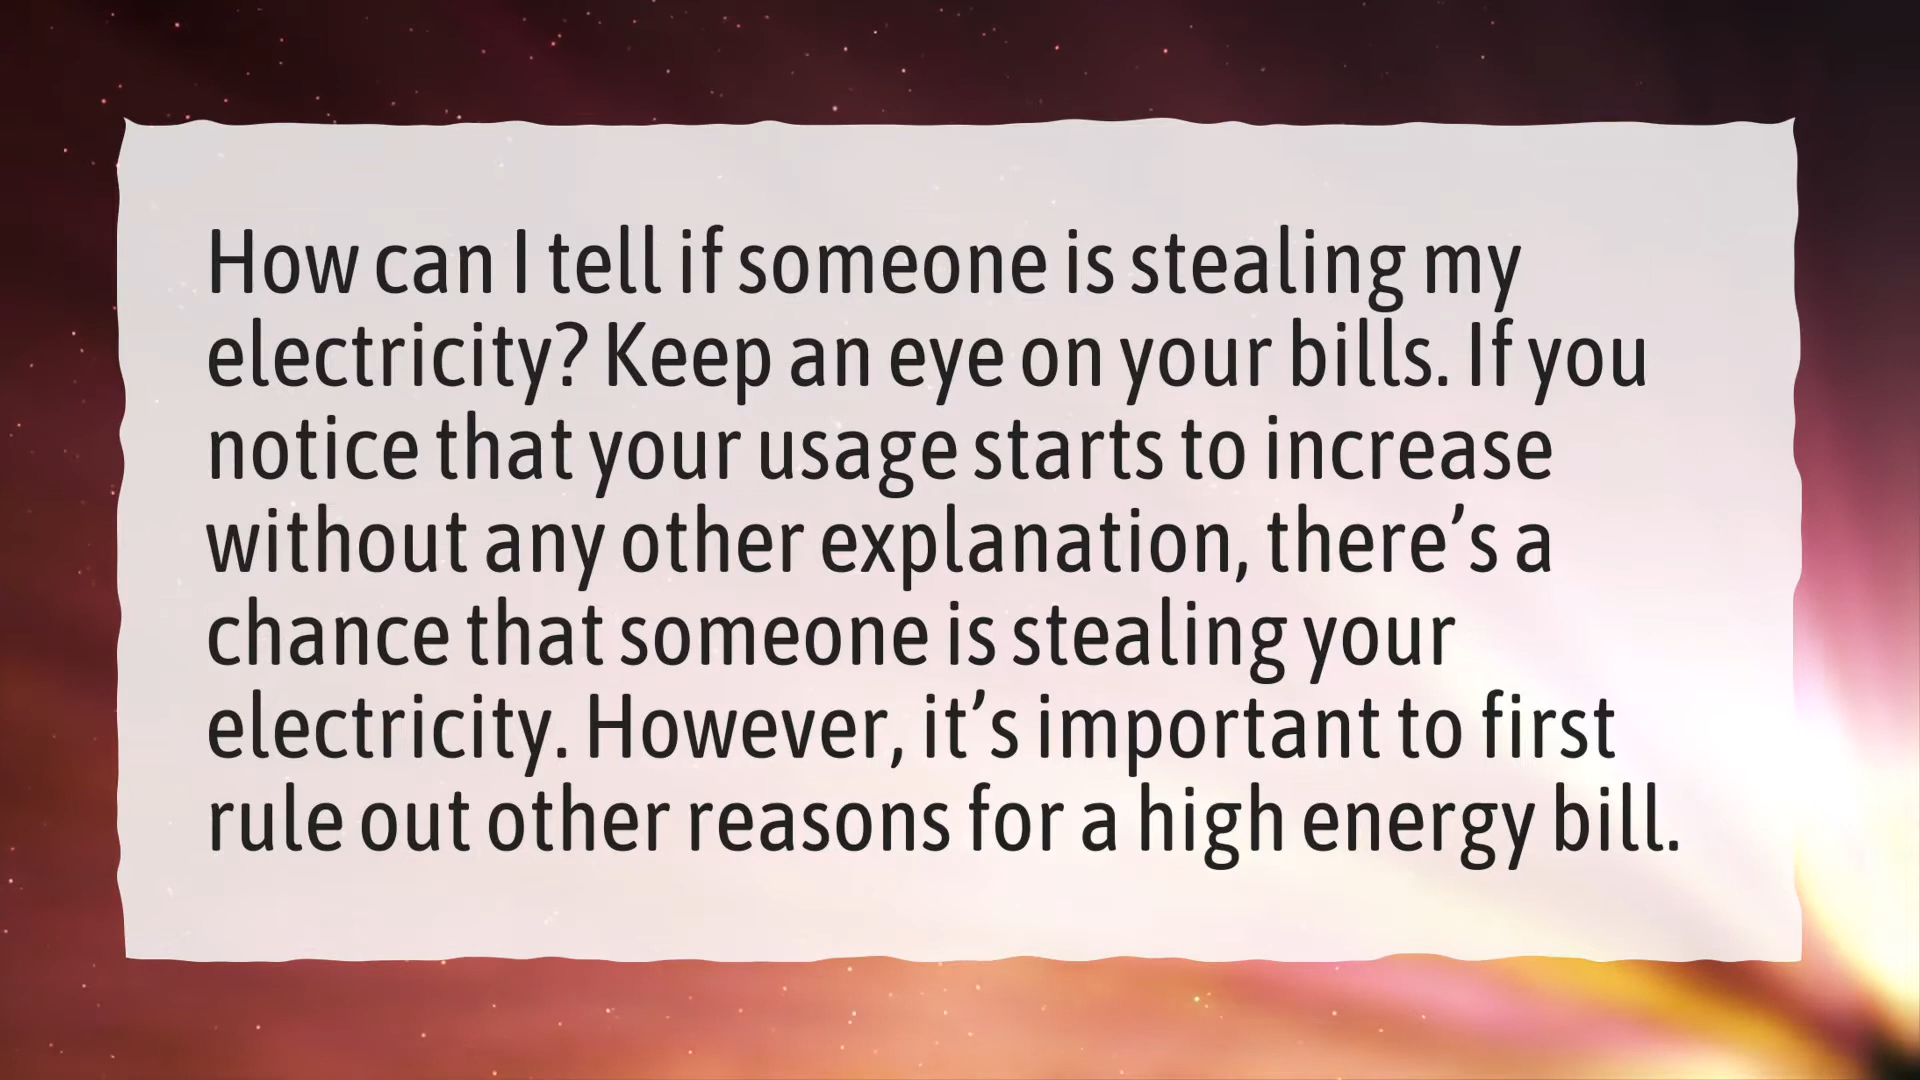 How can I tell if someone is stealing my
electricity? Keep an eye on your bills. If you
notice that your usage starts to increase
without any other explanation, there’s a
chance that someone is stealing your
electricity. However, it’s important to first
rule out other reasons for a high energy bill.